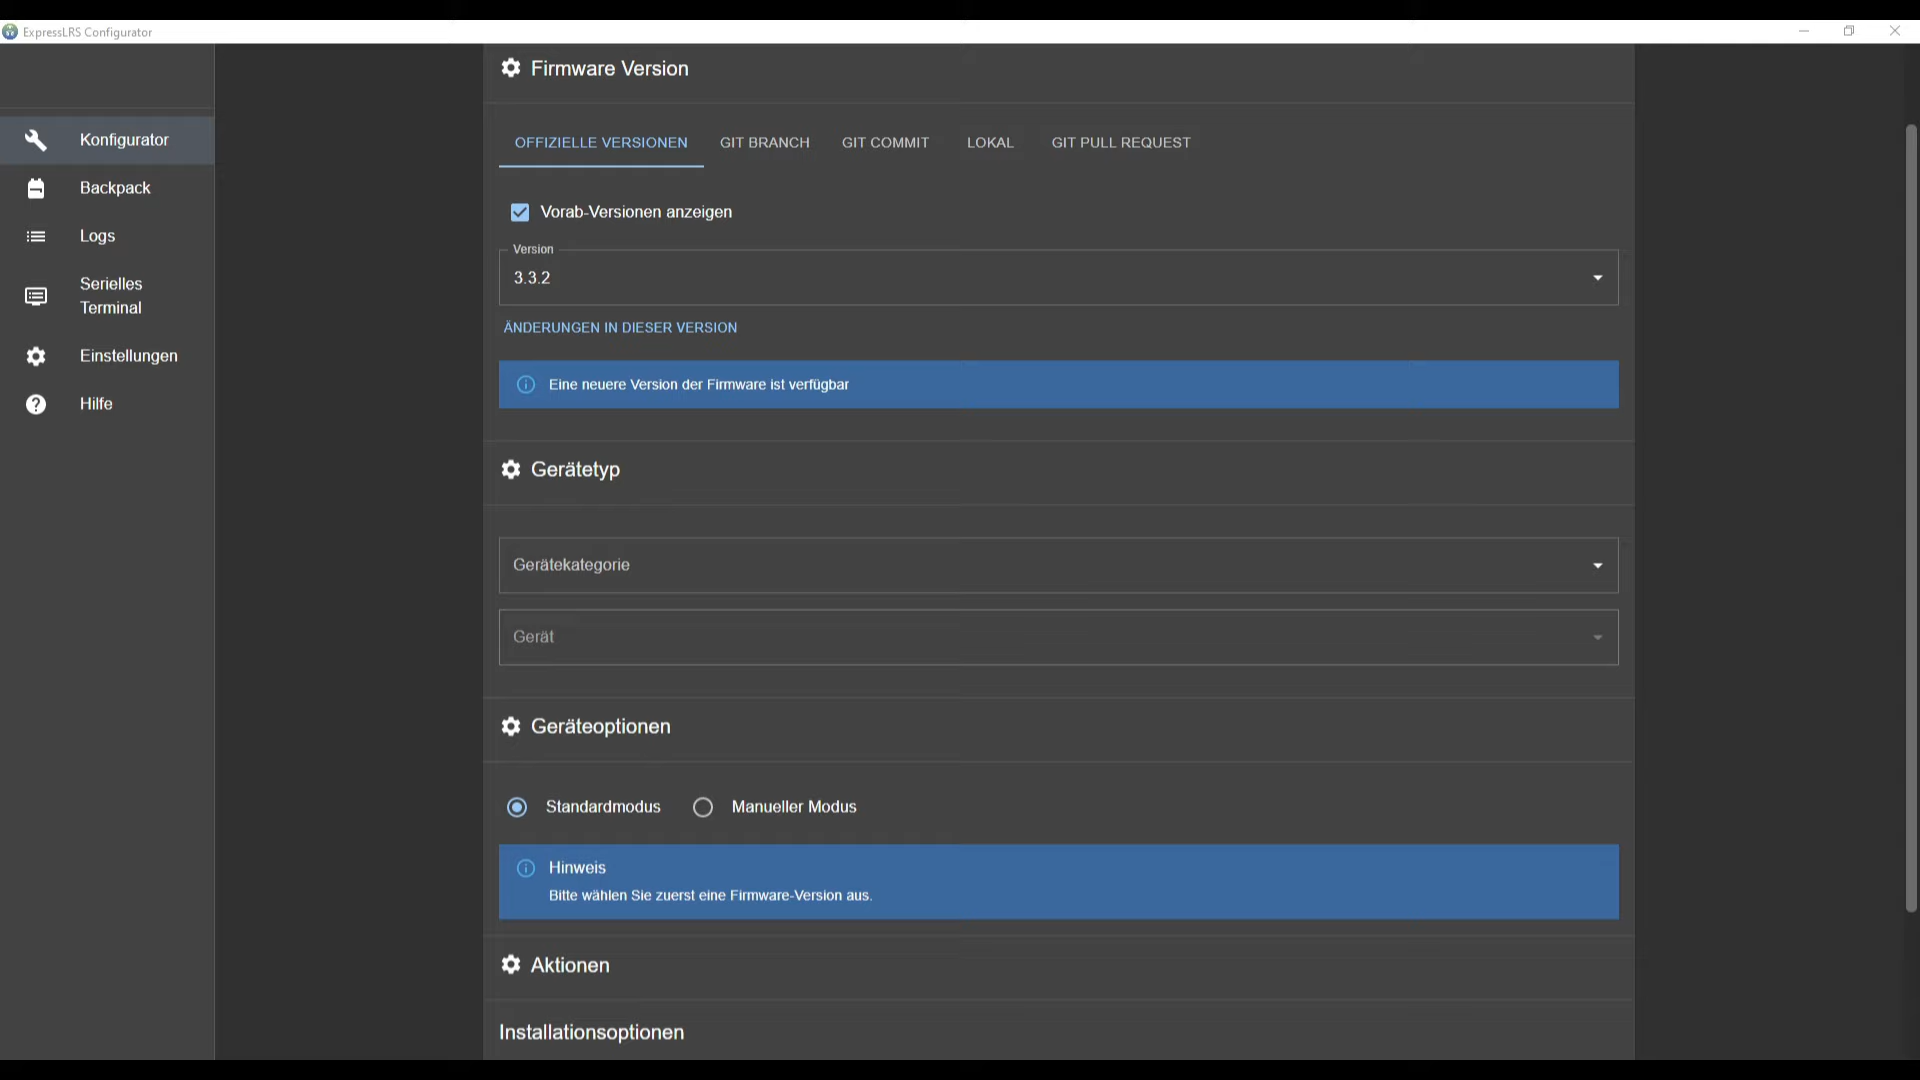 ExpressLRS Configurator
Konfigurator
Backpack
Logs
Serielles
Terminal
Einstellungen
Hilfe
Firmware Version
OFFIZIELLE VERSIONEN GIT BRANCH GIT COMMIT LOKAL GIT PULL REQUEST
Vorab-Versionen anzeigen
Version
3.3.2
ÄNDERUNGEN IN DIESER VERSION
Eine neuere Version der Firmware ist verfügbar
Gerätetyp
Gerätekategorie
Gerät
Geräteoptionen
Standardmodus Manueller Modus
Hinweis
Bitte wählen Sie zuerst eine Firmware-Version aus.
Aktionen
Installationsoptionen